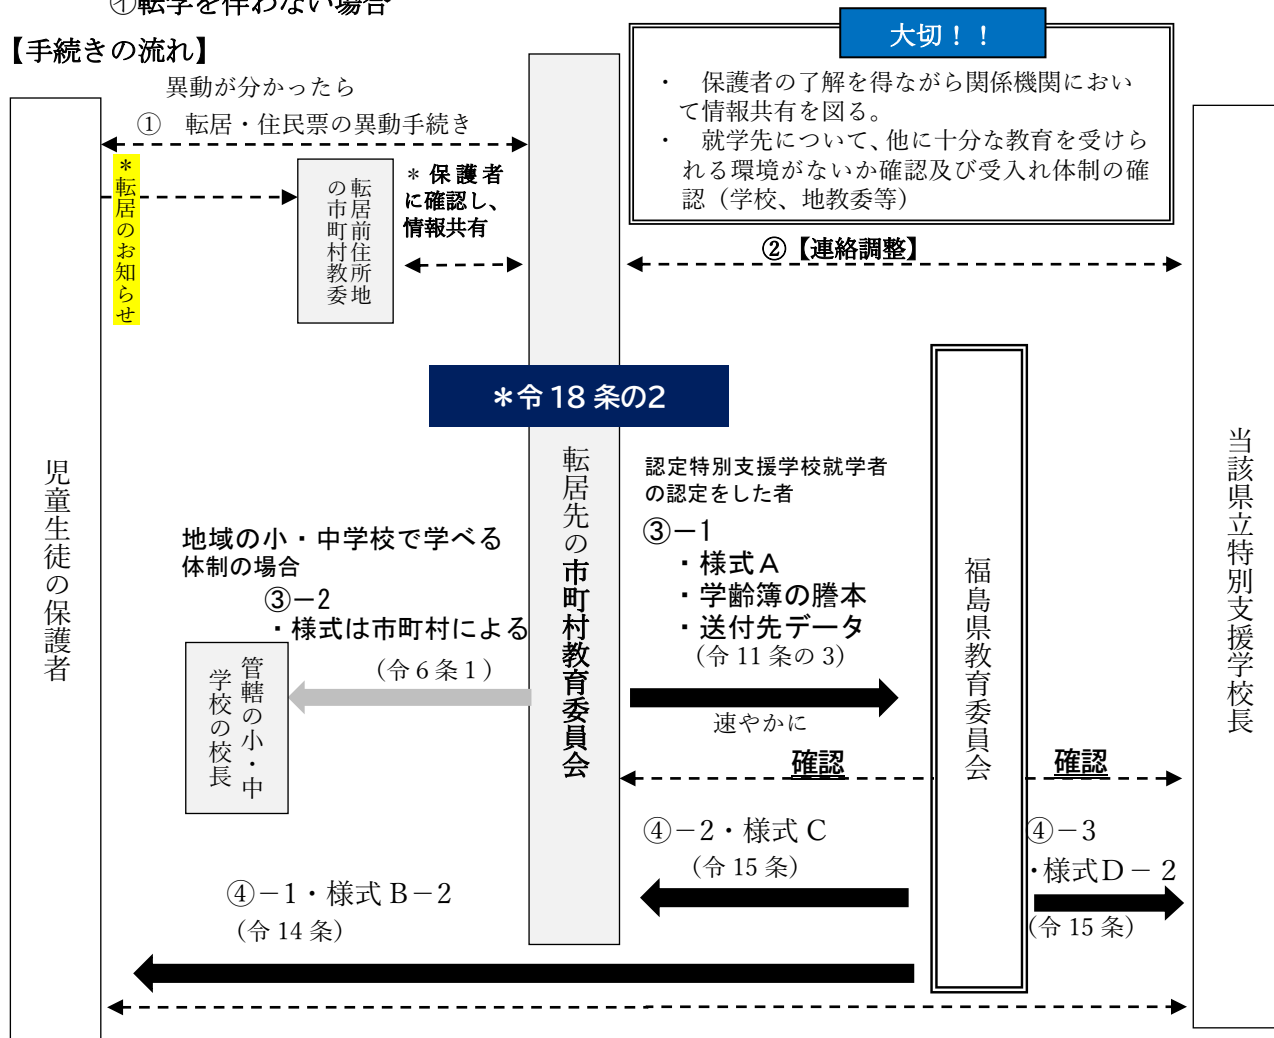 ④転学を伴わない場合
【手続きの流れ】
大切！！
・　保護者の了解を得ながら関係機関におい
て情報共有を図る。
・　就学先について、他に十分な教育を受けら
れる環境がないか確認及び受入れ体制の確
認（学校、地教委等）
異動が分かったら
①　転居・住民票の異動手続き
＊転居のお知らせ
転居前住所地
の市町村教委
＊保護者
に確認し、
情報共有
②【連絡調整】
＊令18条の2
児童生徒の保護者
転居先の市町村教育委員会
福島県教育委員会
当該県立特別支援学校長
認定特別支援学校就学者
の認定をした者
③－1
・様式A
・学齢簿の謄本
・送付先データ
（令11条の3）
速やかに
地域の小・中学校で学べる
体制の場合
③－2
・様式は市町村による
（令6条1）
管轄の小・中
学校の校長
確認
確認
④－2・様式C
（令15条）
④－3
・様式D－2
（令15条）
④－1・様式B－2
（令14条）